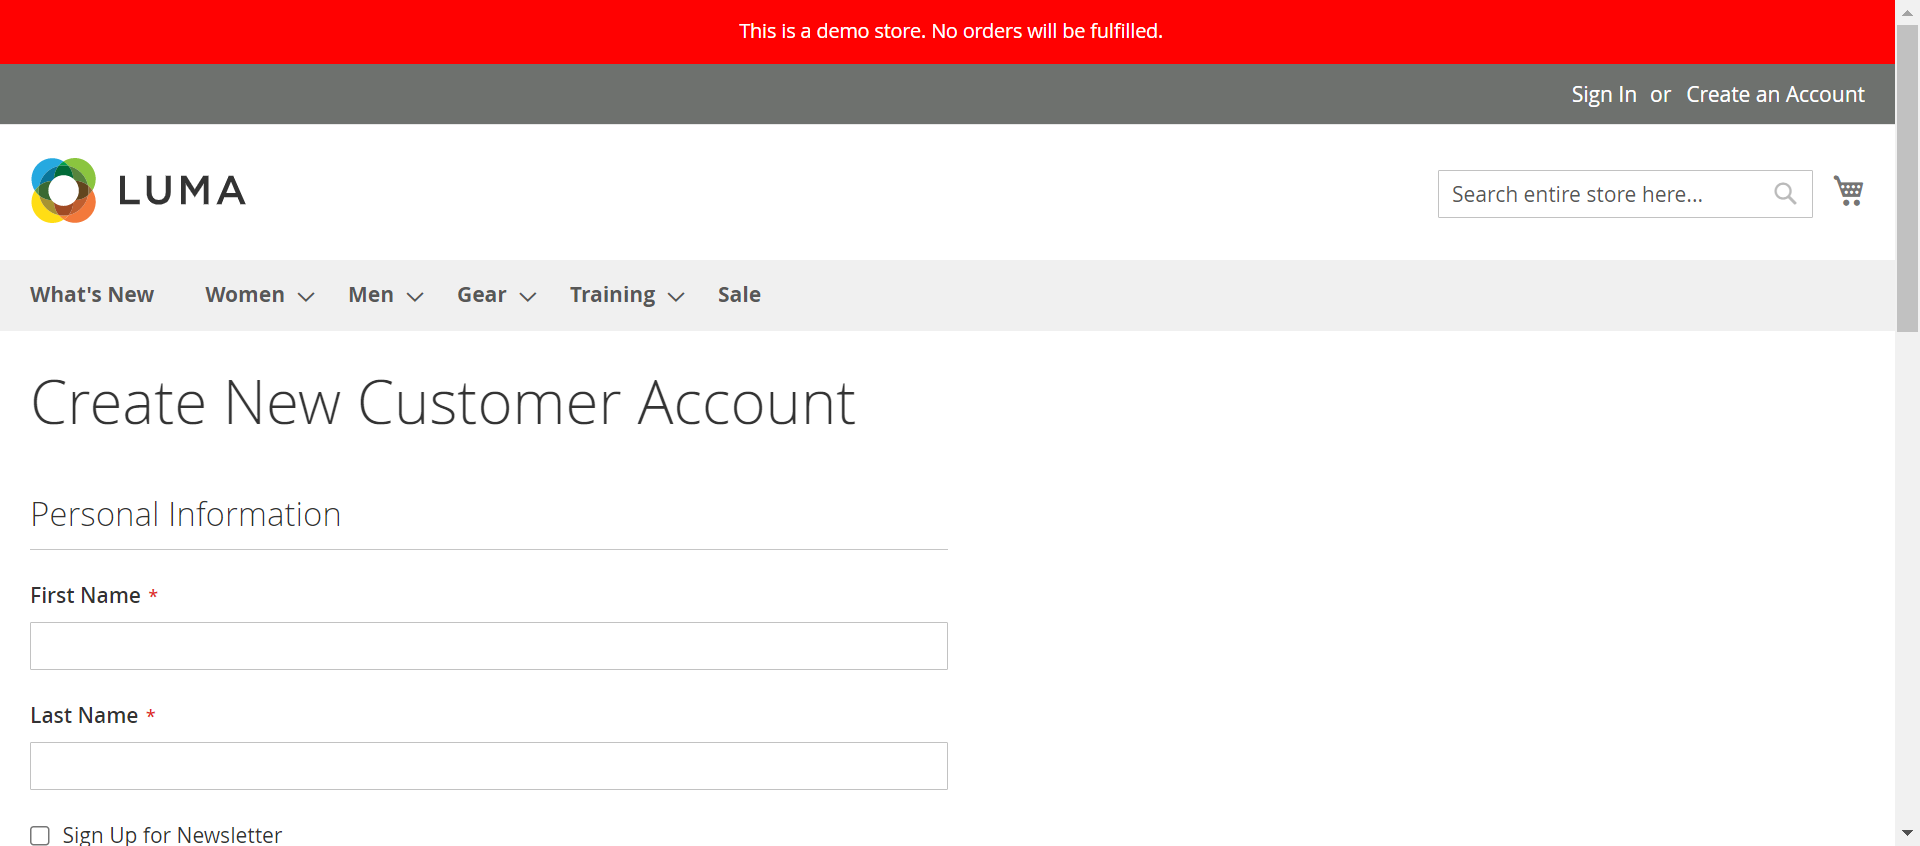 This is a demo store. No orders will be fulfilled.
Sign In or Create an Account
LUMA
Search entire store here...
What's New Women Men Gear Training Sale
Create New Customer Account
Personal Information
First Name *
Last Name *
Sign Up for Newsletter